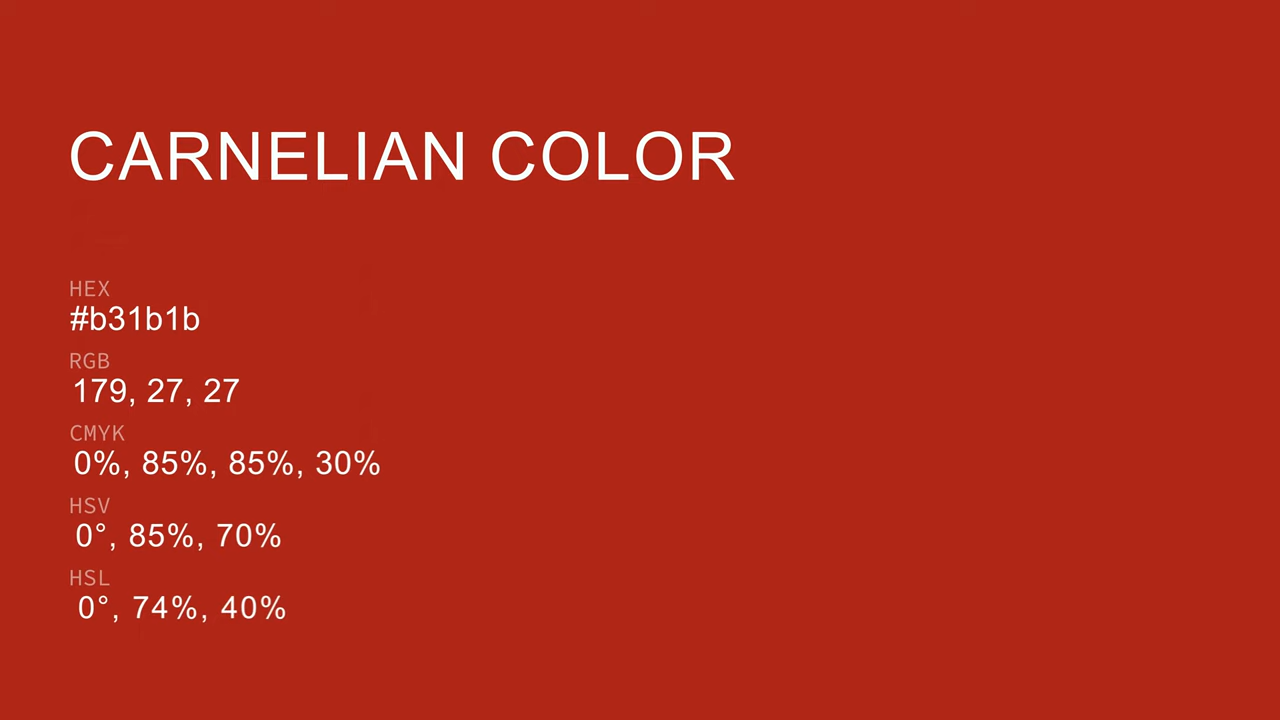 CARNELIAN COLOR
HEX
#b31b1b
RGB
179, 27, 27
CMYK
0%, 85%, 85%, 30%
HSV
0°, 85%, 70%
HSL
0°, 74%, 40%